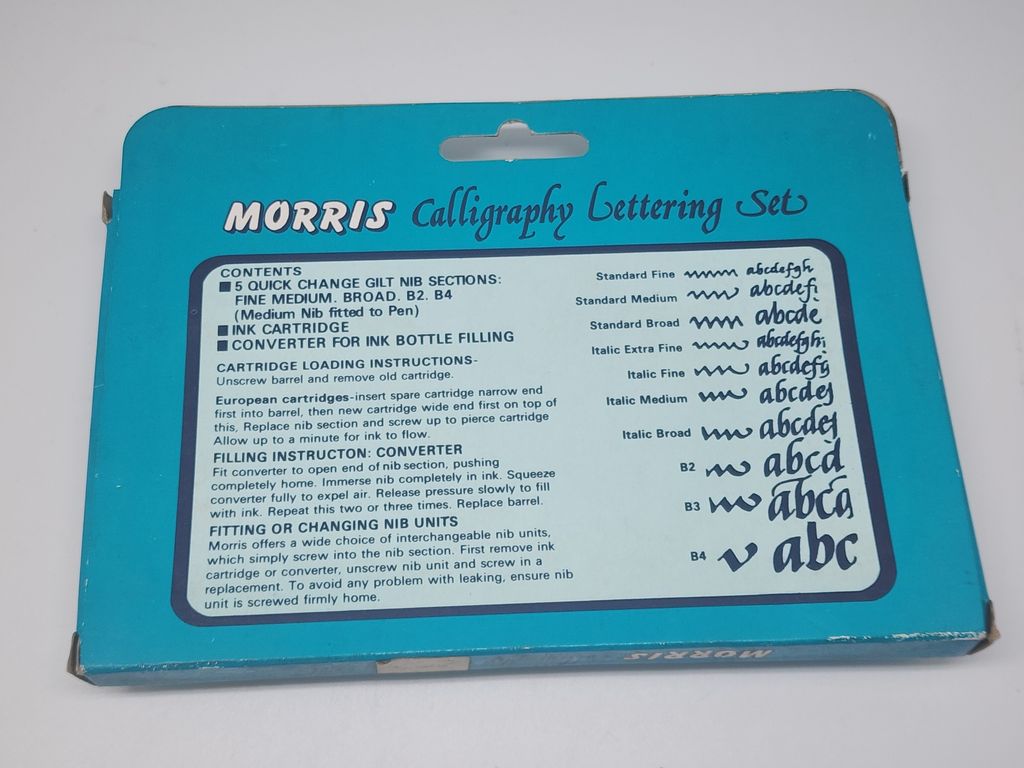 MORRIS Calligraphy Lettering Set
CONTENTS
■ 5 QUICK CHANGE GILT NIB SECTIONS:
FINE MEDIUM. BROAD. B2. B4
(Medium Nib fitted to Pen)
■ INK CARTRIDGE
■ CONVERTER FOR INK BOTTLE FILLING
CARTRIDGE LOADING INSTRUCTIONS-
Unscrew barrel and remove old cartridge.
European cartridges-insert spare cartridge narrow end
first into barrel, then new cartridge wide end first on top of
this, Replace nib section and screw up to pierce cartridge
Allow up to a minute for ink to flow.
FILLING INSTRUCTON: CONVERTER
Fit converter to open end of nib section, pushing
completely home. Immerse nib completely in ink. Squeeze
converter fully to expel air. Release pressure slowly to fill
with ink. Repeat this two or three times. Replace barrel.
FITTING OR CHANGING NIB UNITS
Morris offers a wide choice of interchangeable nib units,
which simply screw into the nib section. First remove ink
cartridge or converter, unscrew nib unit and screw in a
replacement. To avoid any problem with leaking, ensure nib
unit is screwed firmly home.
Standard Fine abcdefgh
Standard Medium abcdefi
Standard Broad abcde
Italic Extra Fine abcdefghi
Italic Fine abcdefg
Italic Medium abcdef
Italic Broad abcdef
B2 abcd
B3 abcd
B4 abc
MORRIS